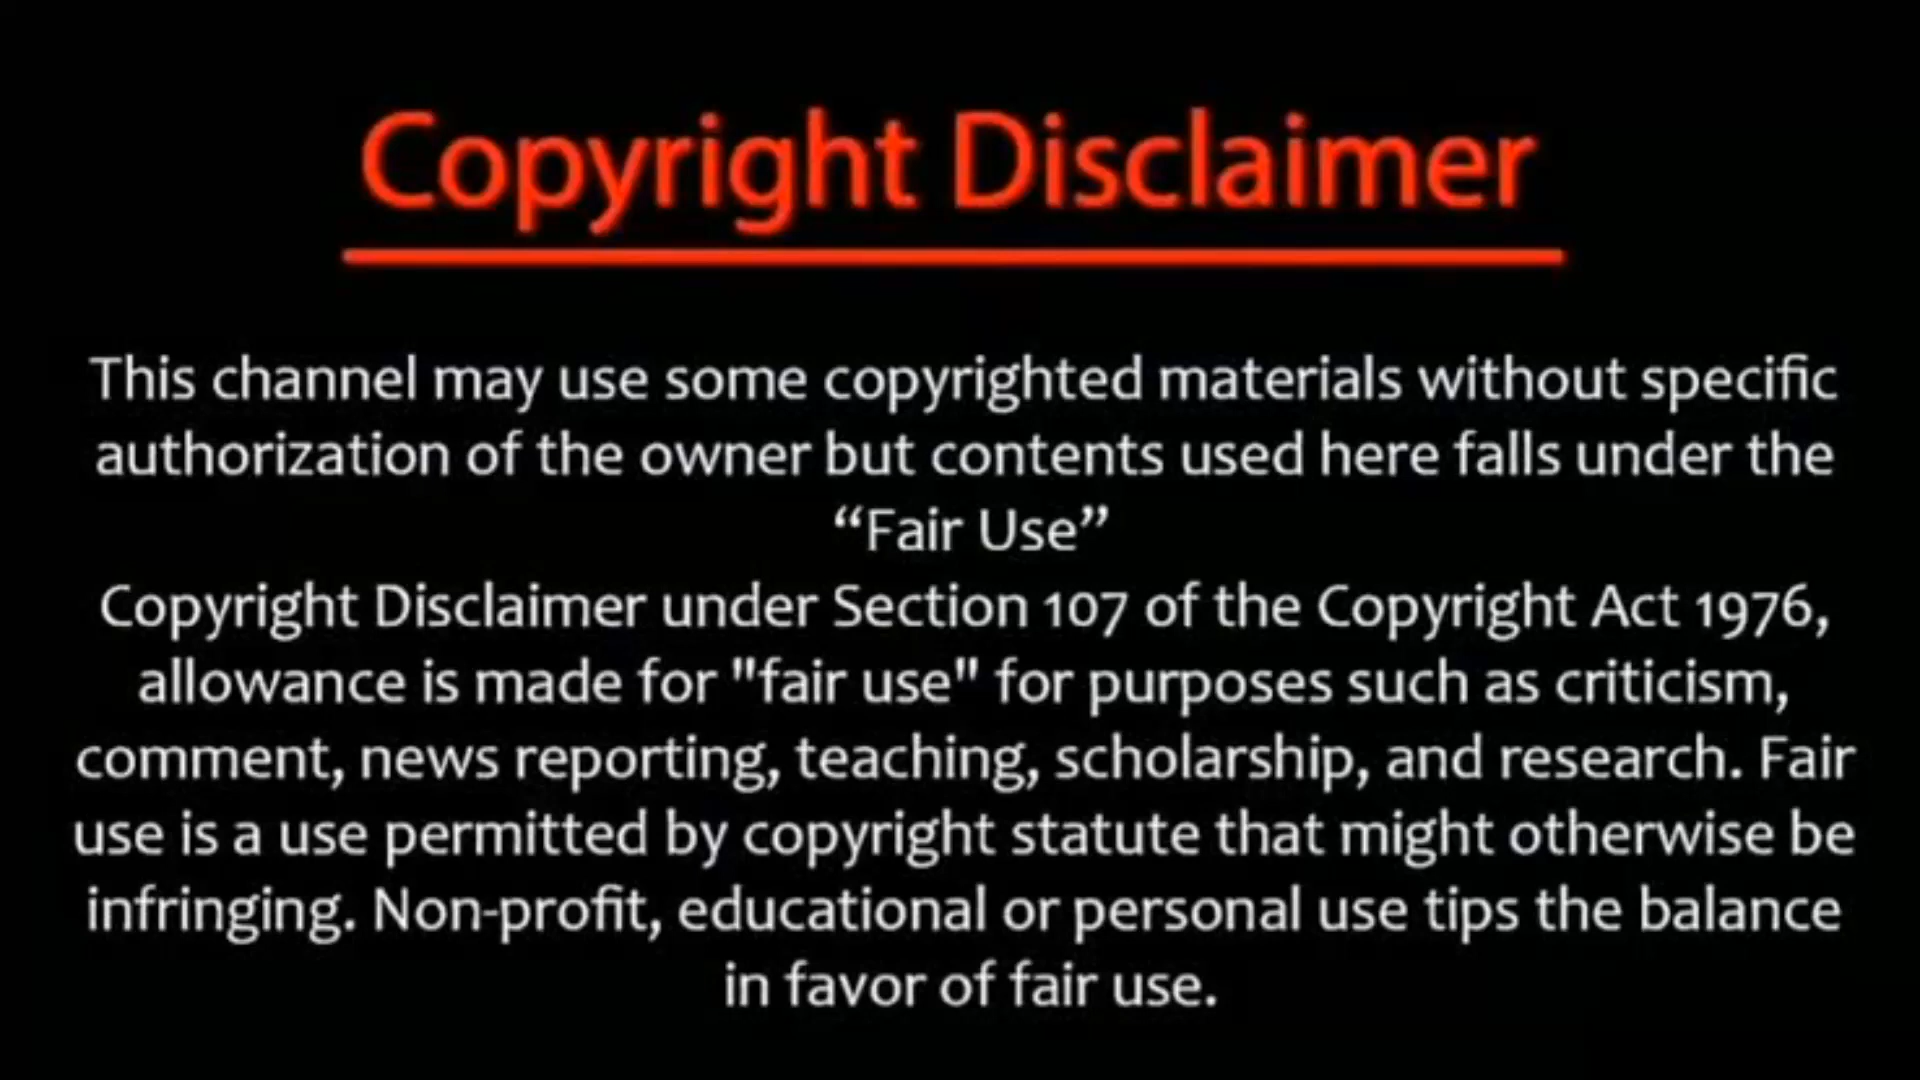 Copyright Disclaimer
This channel may use some copyrighted materials without specific
authorization of the owner but contents used here falls under the
“Fair Use”
Copyright Disclaimer under Section 107 of the Copyright Act 1976,
allowance is made for "fair use" for purposes such as criticism,
comment, news reporting, teaching, scholarship, and research. Fair
use is a use permitted by copyright statute that might otherwise be
infringing. Non-profit, educational or personal use tips the balance
in favor of fair use.